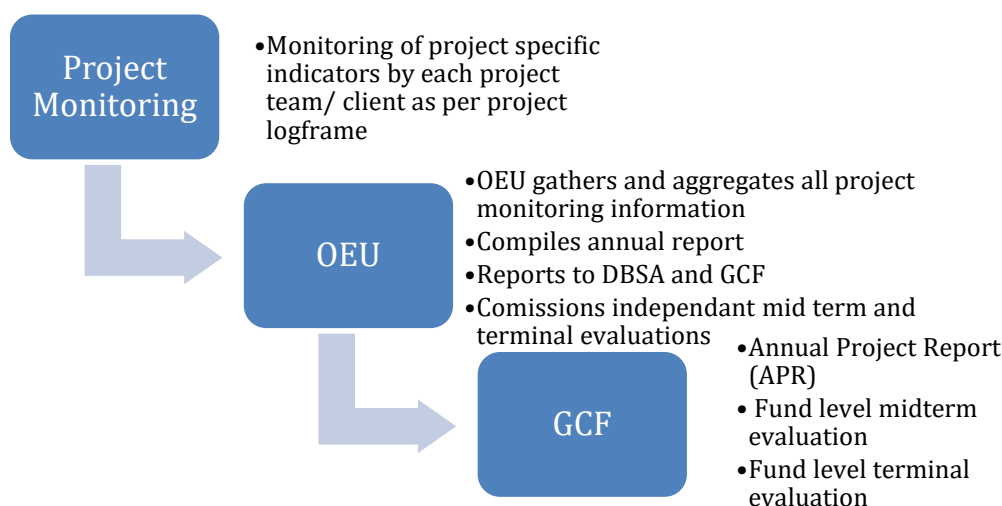 Project
Monitoring
•Monitoring of project specific
indicators by each project
team/ client as per project
logframe
OEU
•OEU gathers and aggregates all project
monitoring information
•Compiles annual report
•Reports to DBSA and GCF
•Comissions independant mid term and
terminal evaluations
GCF
•Annual Project Report
(APR)
• Fund level midterm
evaluation
•Fund level terminal
evaluation